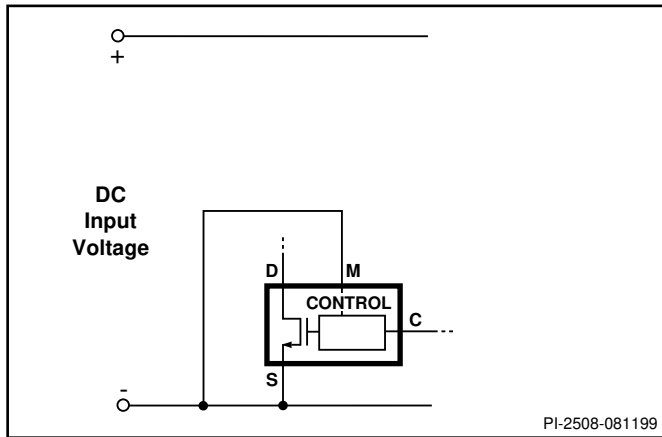 +
DC
Input
Voltage
D
M
CONTROL
C
S
-
PI-2508-081199